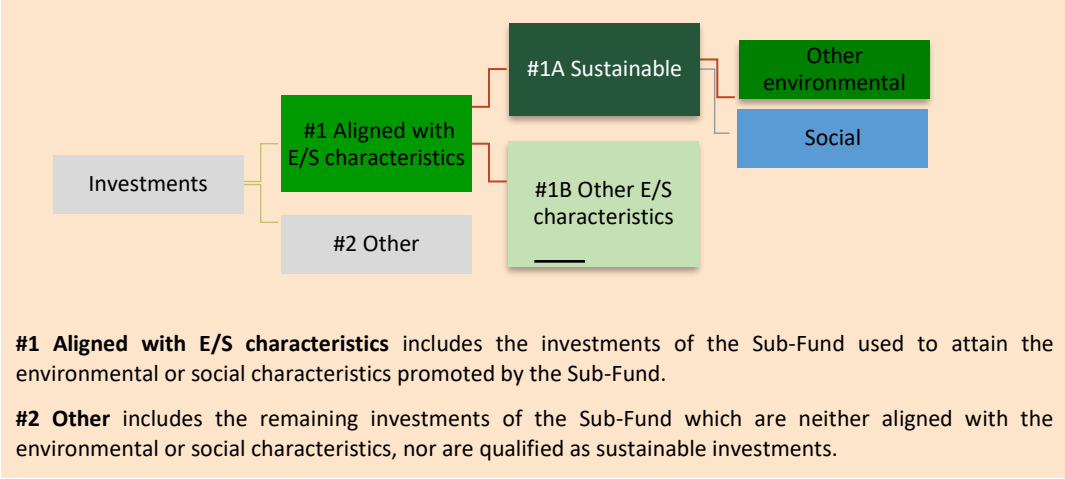 #1A Sustainable
Other
environmental
#1 Aligned with
E/S characteristics
Social
Investments
#1B Other E/S
characteristics
#2 Other
#1 Aligned with E/S characteristics includes the investments of the Sub-Fund used to attain the
environmental or social characteristics promoted by the Sub-Fund.
#2 Other includes the remaining investments of the Sub-Fund which are neither aligned with the
environmental or social characteristics, nor are qualified as sustainable investments.